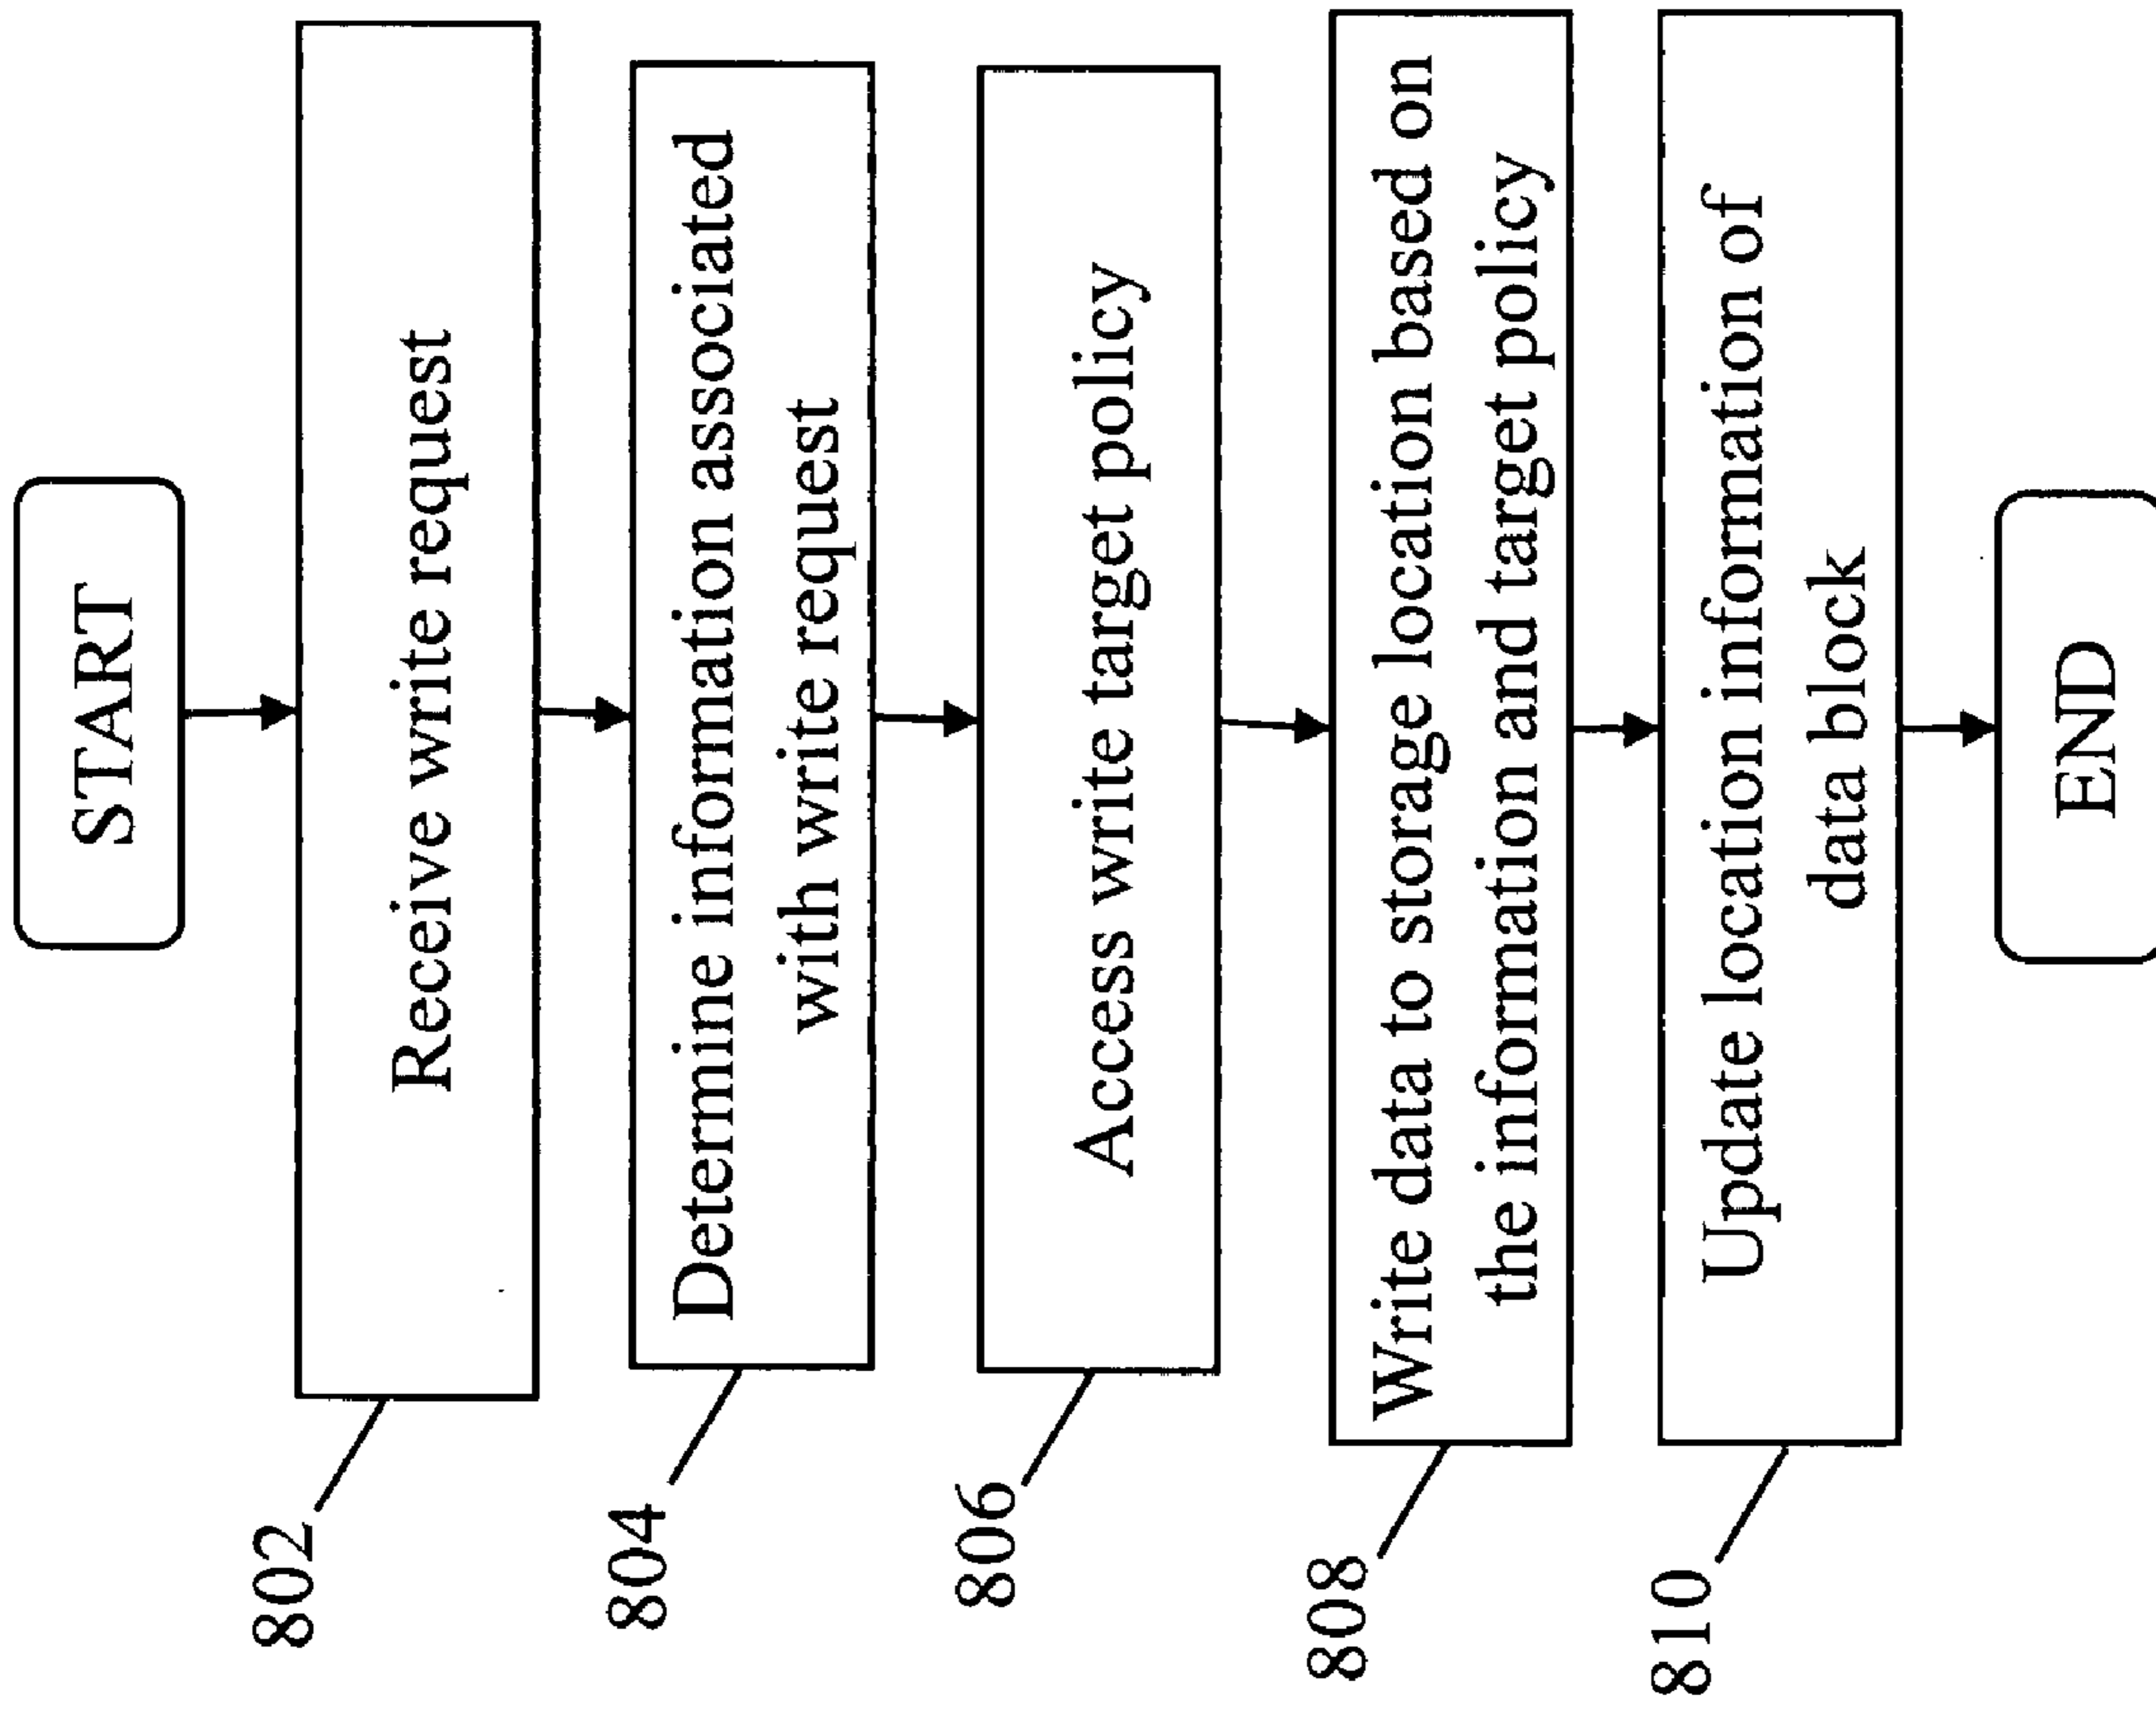 START
802
Receive write request
804
Determine information associated
with write request
806
Access write target policy
808
Write data to storage location based on
the information and target policy
810
Update location information of
data block
END